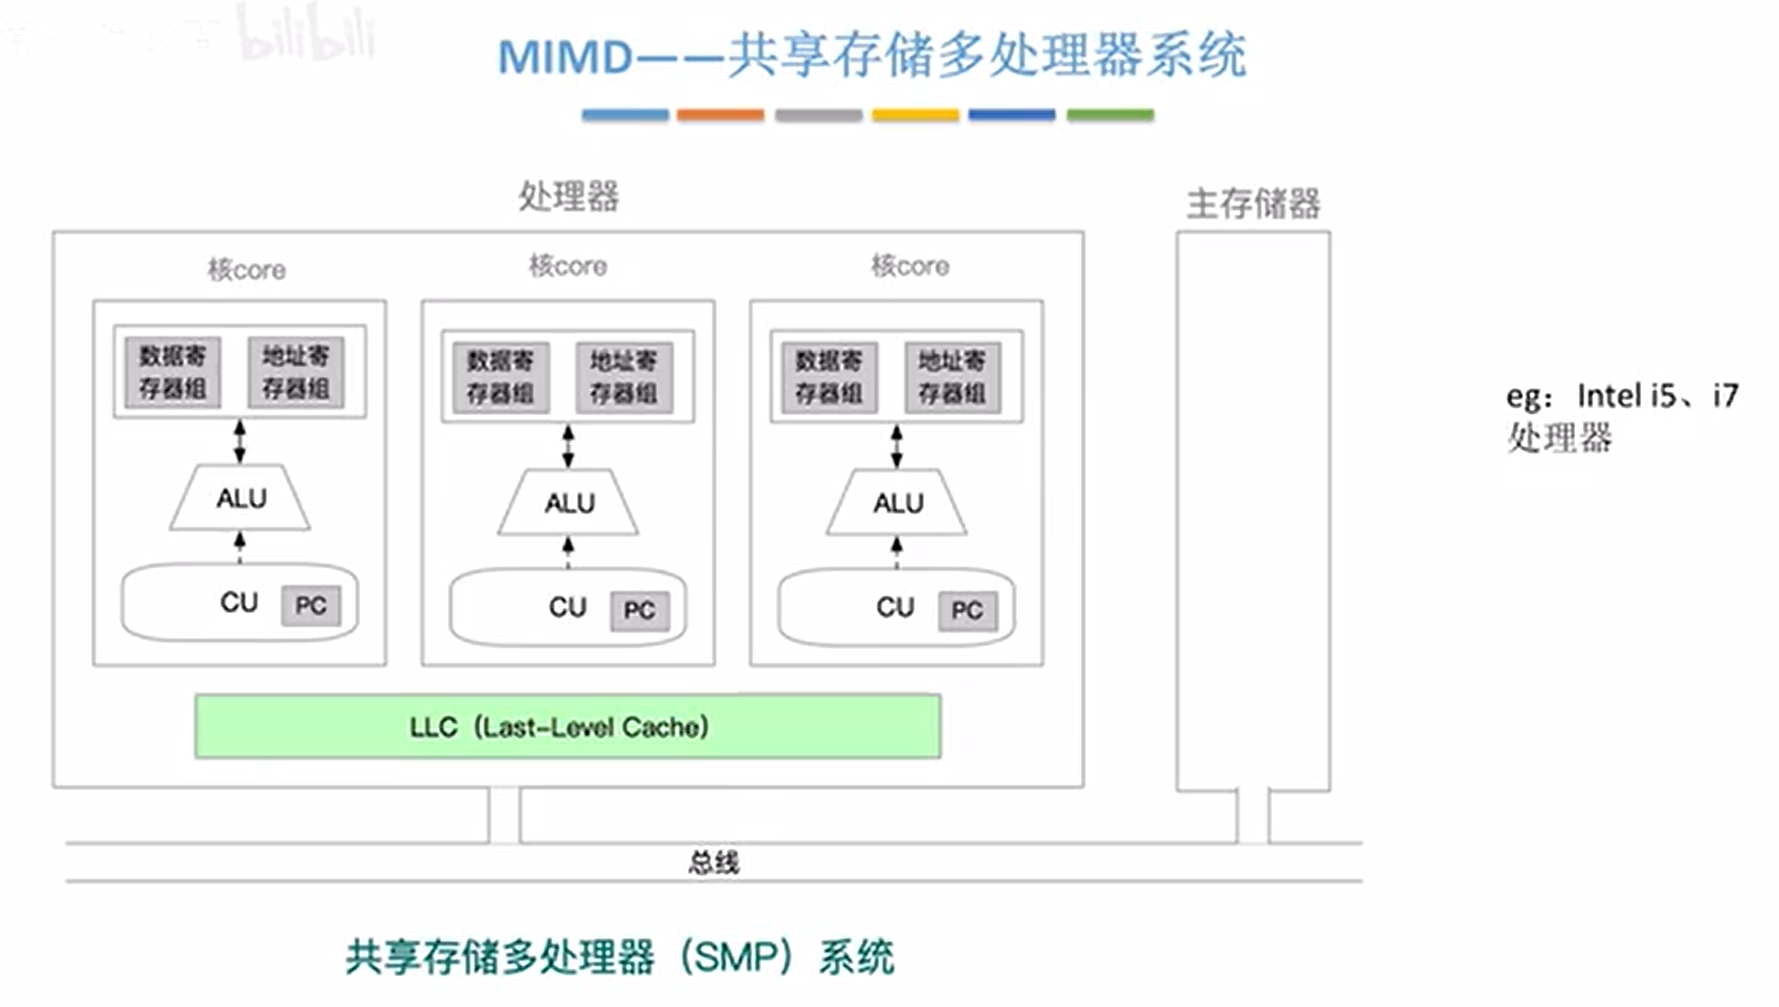 bilibili
MIMD——共享存储多处理器系统
处理器
主存储器
核core
核core
核core
数据寄
存器组
地址寄
存器组
数据寄
存器组
地址寄
存器组
数据寄
存器组
地址寄
存器组
ALU
ALU
ALU
CU
PC
CU
PC
CU
PC
LLC（Last-Level Cache）
总线
eg： Intel i5、i7
处理器
共享存储多处理器（SMP）系统